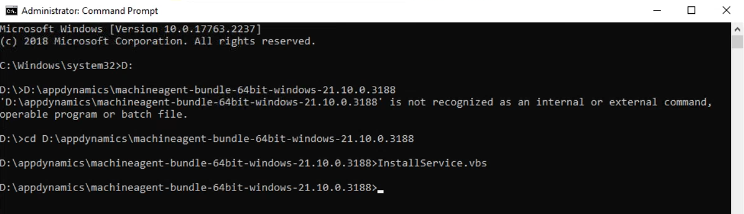 Administrator: Command Prompt
Microsoft Windows [Version 10.0.17763.2237]
(c) 2018 Microsoft Corporation. All rights reserved.
C:\Windows\system32>D:
D:\>D:\appdynamics\machineagent-bundle-64bit-windows-21.10.0.3188
'D:\appdynamics\machineagent-bundle-64bit-windows-21.10.0.3188' is not recognized as an internal or external command,
operable program or batch file.
D:\>cd D:\appdynamics\machineagent-bundle-64bit-windows-21.10.0.3188
D:\appdynamics\machineagent-bundle-64bit-windows-21.10.0.3188>InstallService.vbs
D:\appdynamics\machineagent-bundle-64bit-windows-21.10.0.3188>